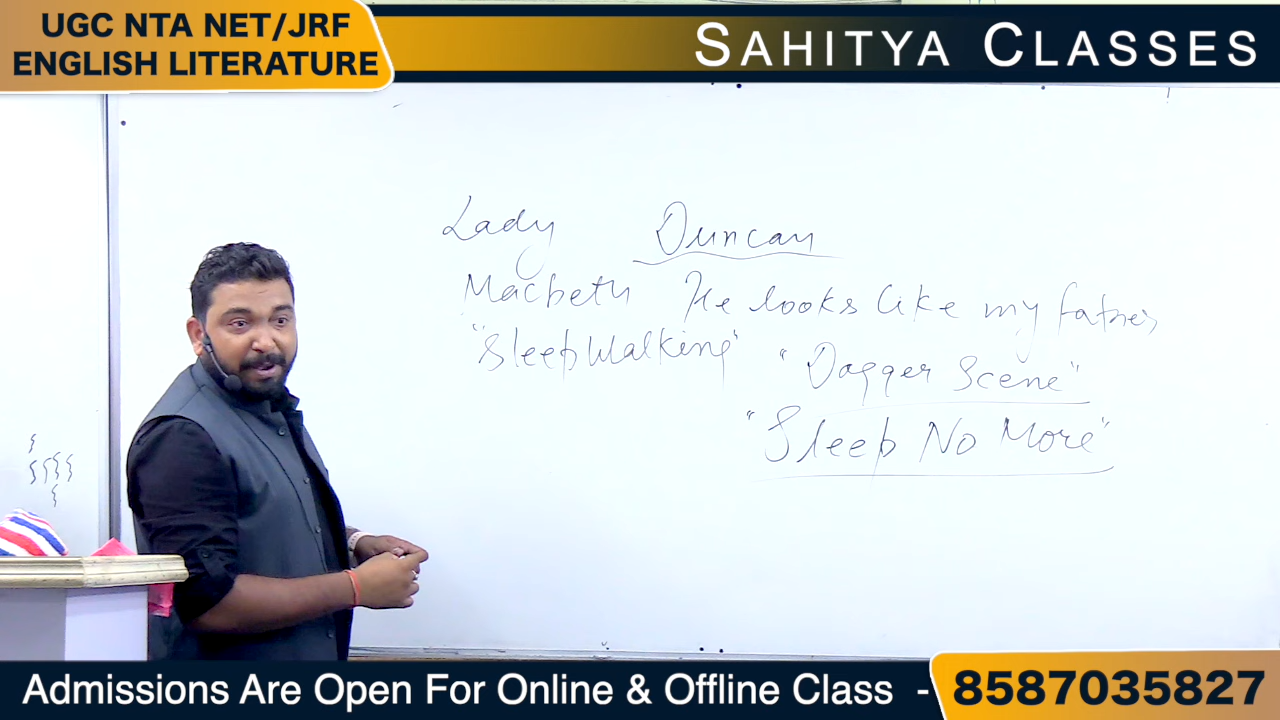 UGC NTA NET/JRF
ENGLISH LITERATURE
SAHITYA CLASSES
Lady Duncan
Macbeth He looks like my father
"Sleep Walking" "Dagger Scene"
"Sleep No More"
Admissions Are Open For Online & Offline Class - 8587035827